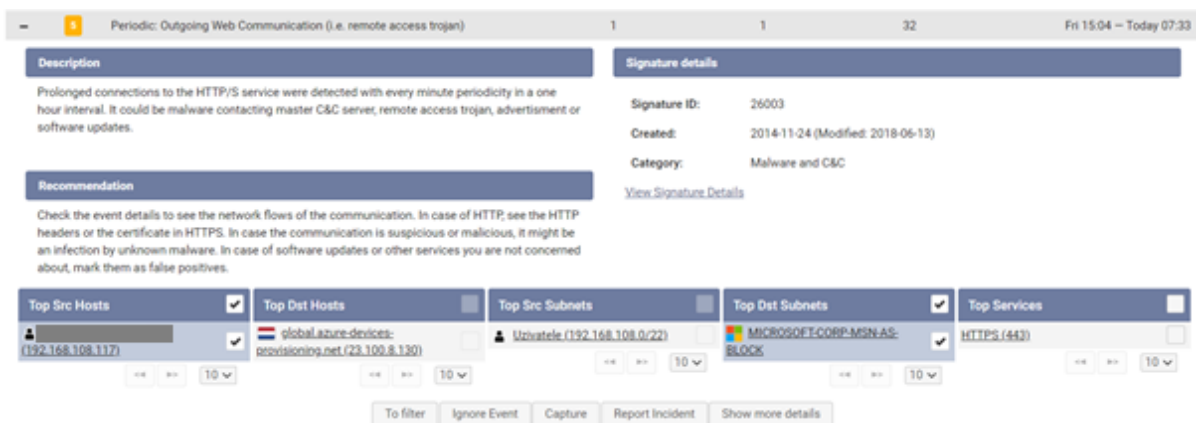 – 5 Periodic: Outgoing Web Communication (i.e. remote access trojan) 1 1 32 Fri 15:04 – Today 07:33
Description
Prolonged connections to the HTTP/S service were detected with every minute periodicity in a one
hour interval. It could be malware contacting master C&C server, remote access trojan, advertisment or
software updates.
Recommendation
Check the event details to see the network flows of the communication. In case of HTTP, see the HTTP
headers or the certificate in HTTPS. In case the communication is suspicious or malicious, it might be
an infection by unknown malware. In case of software updates or other services you are not concerned
about, mark them as false positives.
Signature details
Signature ID: 26003
Created: 2014-11-24 (Modified: 2018-06-13)
Category: Malware and C&C
View Signature Details
Top Src Hosts
(192.168.108.117)
10
Top Dst Hosts
global.azure-devices-
provisioning.net (23.100.8.130)
10
Top Src Subnets
Uzivatele (192.168.108.0/22)
10
Top Dst Subnets
MICROSOFT-CORP-MSN-AS-
BLOCK
10
Top Services
HTTPS (443)
10
To filter Ignore Event Capture Report Incident Show more details